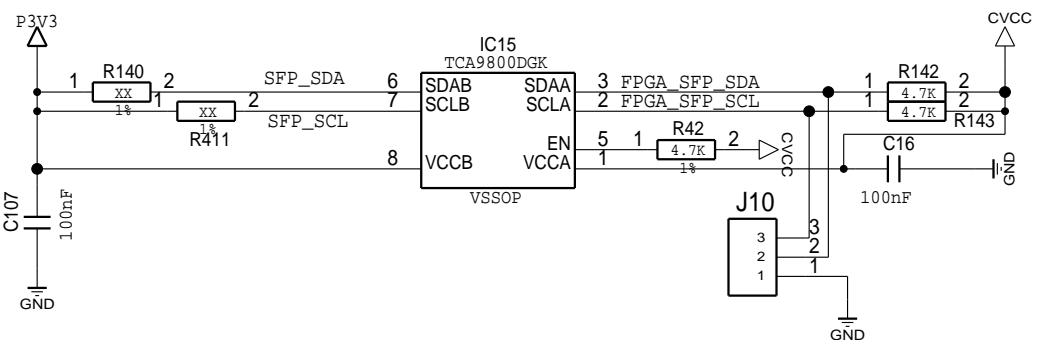 P3V3
CVCC
IC15
TCA9800DGK
R140
R142
1
2
SFP_SDA
6
SDAB
SDAA
3
FPGA_SFP_SDA
1
2
XX
4.7K
1%
1
2
SFP_SCL
7
SCLB
SCLA
2
FPGA_SFP_SCL
1
2
XX
4.7K
1%
R411
R143
EN
5
1
R42
2
CVCC
4.7K
1%
8
VCCB
VCCA
1
C16
GND
100nF
VSSOP
C107
100nF
J10
3
3
2
2
1
1
GND
GND